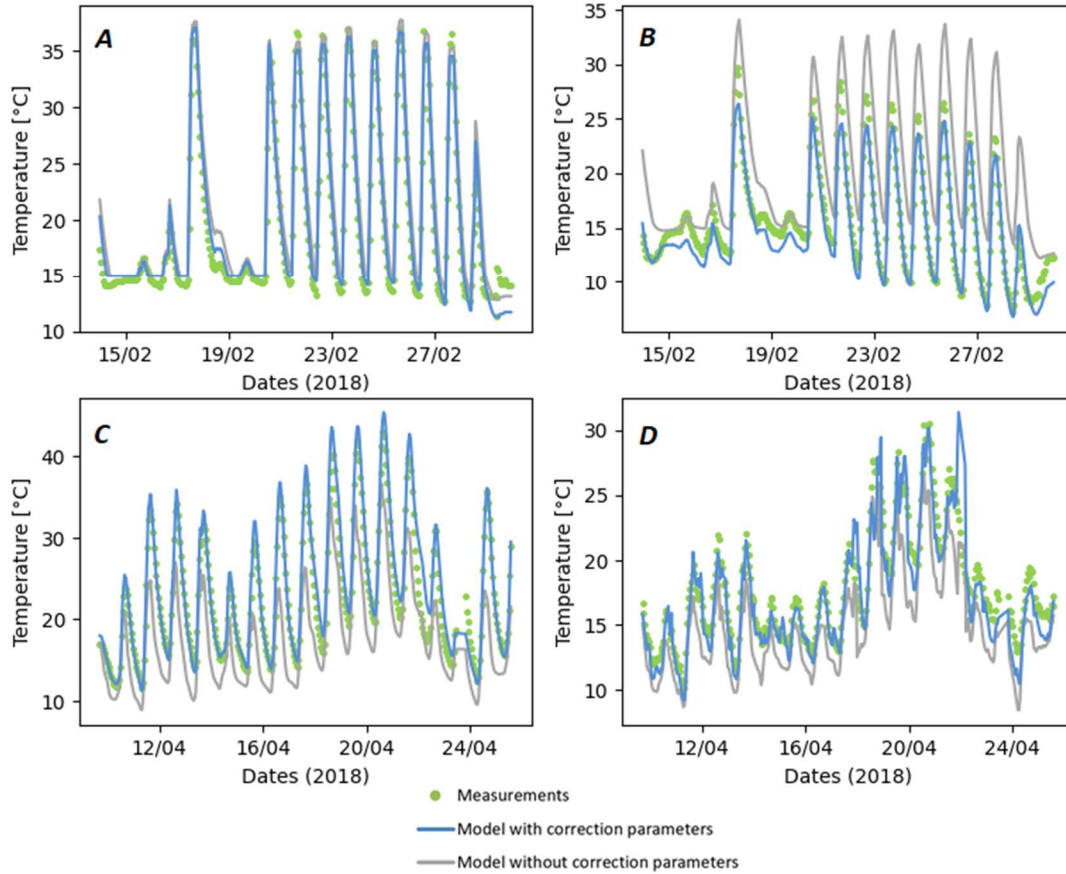 A
B
Temperature [°C]
35
30
25
20
15
10
15/02
19/02
23/02
27/02
Dates (2018)
Temperature [°C]
35
30
25
20
15
10
15/02
19/02
23/02
27/02
Dates (2018)
C
D
Temperature [°C]
40
30
20
10
12/04
16/04
20/04
24/04
Dates (2018)
Temperature [°C]
30
25
20
15
10
12/04
16/04
20/04
24/04
Dates (2018)
Measurements
Model with correction parameters
Model without correction parameters